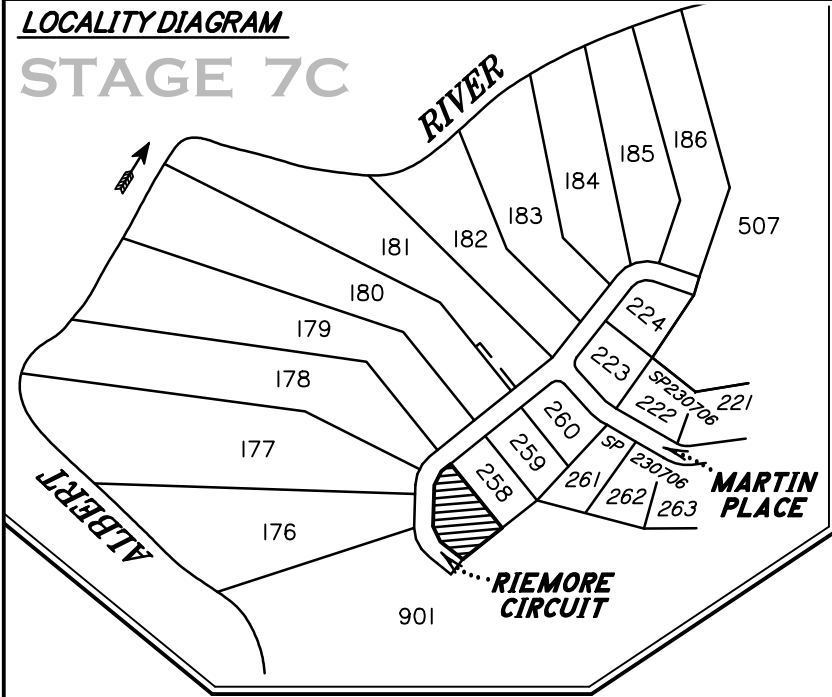 LOCALITY DIAGRAM
STAGE 7C
RIVER
186
185
184
183
182
181
507
180
179
178
177
176
224
223
SP230706
222
221
260
259
258
SP 230706
261
262
263
MARTIN
PLACE
ALBERT
RIEMORE
CIRCUIT
901